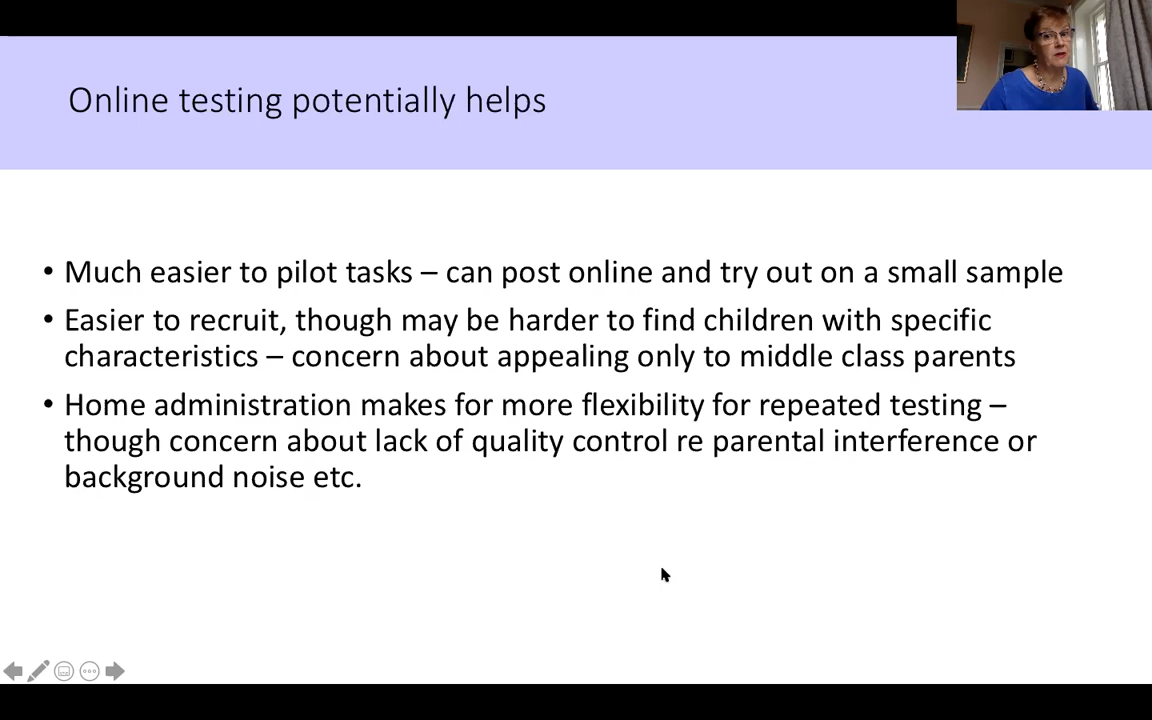 Online testing potentially helps
• Much easier to pilot tasks – can post online and try out on a small sample
• Easier to recruit, though may be harder to find children with specific
characteristics – concern about appealing only to middle class parents
• Home administration makes for more flexibility for repeated testing –
though concern about lack of quality control re parental interference or
background noise etc.